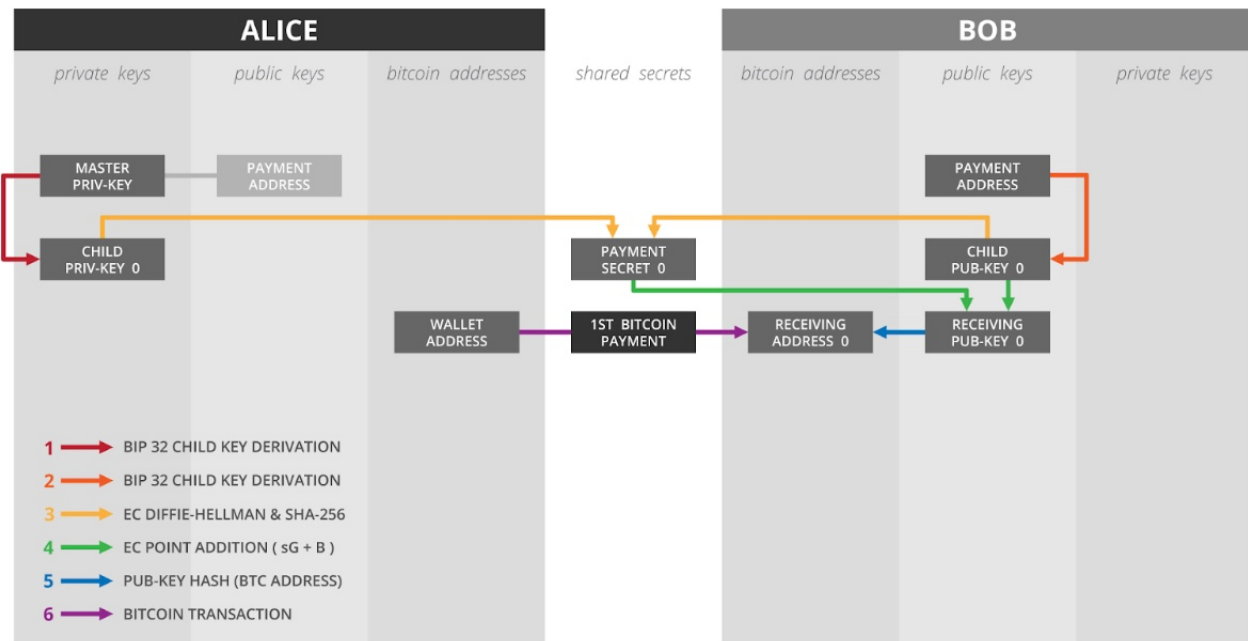 ALICE
BOB
private keys
public keys
bitcoin addresses
shared secrets
bitcoin addresses
public keys
private keys
MASTER
PRIV-KEY
PAYMENT
ADDRESS
PAYMENT
ADDRESS
CHILD
PRIV-KEY 0
PAYMENT
SECRET 0
CHILD
PUB-KEY 0
WALLET
ADDRESS
1ST BITCOIN
PAYMENT
RECEIVING
ADDRESS 0
RECEIVING
PUB-KEY 0
1 BIP 32 CHILD KEY DERIVATION
2 BIP 32 CHILD KEY DERIVATION
3 EC DIFFIE-HELLMAN & SHA-256
4 EC POINT ADDITION ( sG + B )
5 PUB-KEY HASH (BTC ADDRESS)
6 BITCOIN TRANSACTION